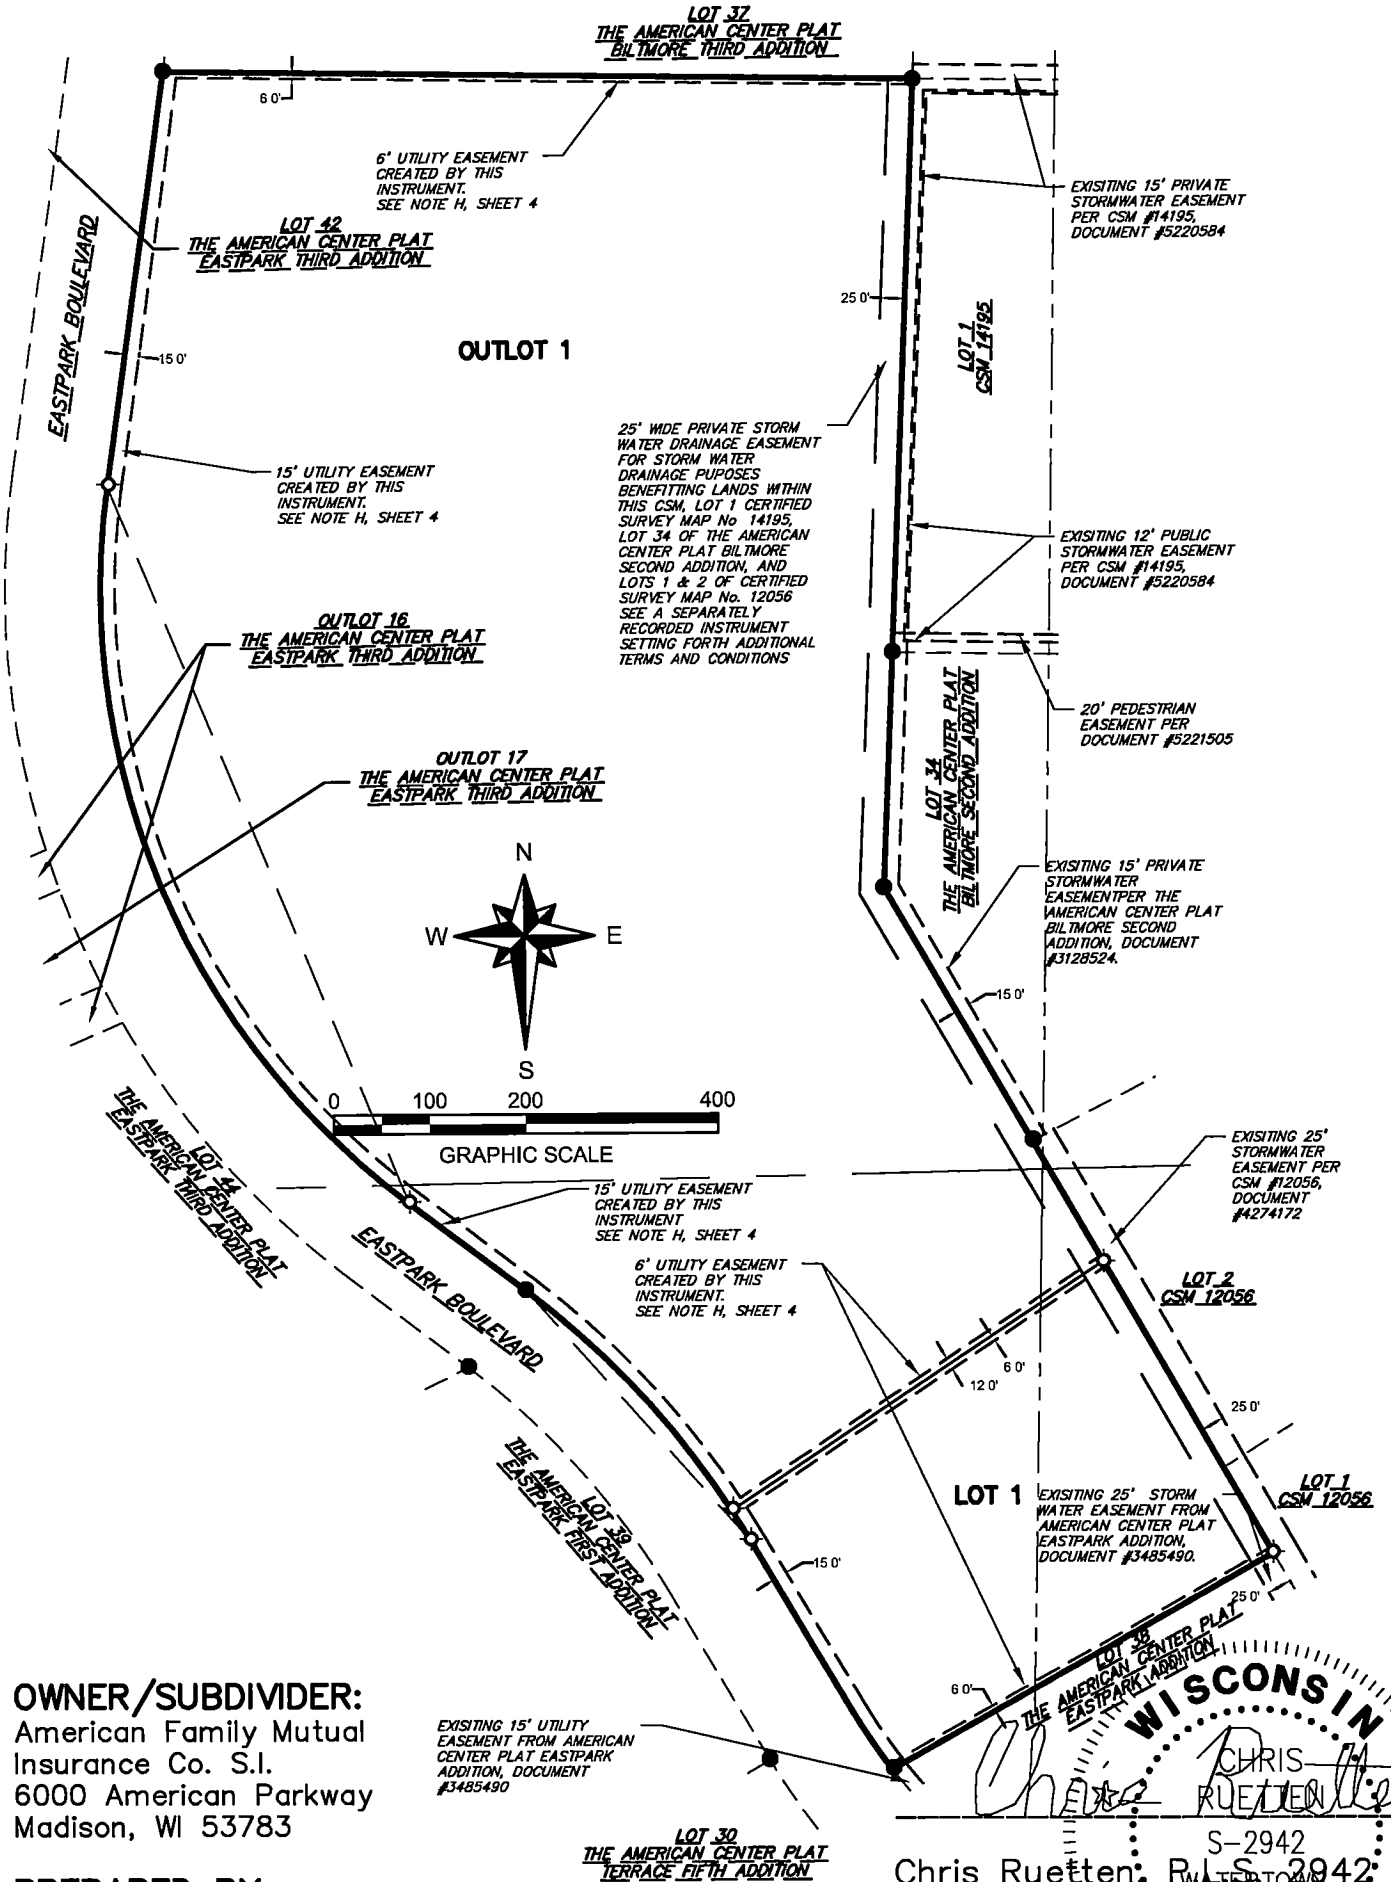 LOT 37
THE AMERICAN CENTER PLAT
BILTMORE THIRD ADDITION
6 0'
6' UTILITY EASEMENT
CREATED BY THIS
INSTRUMENT.
SEE NOTE H, SHEET 4
EXISITING 15' PRIVATE
STORMWATER EASEMENT
PER CSM #14195,
DOCUMENT #5220584
LOT 42
THE AMERICAN CENTER PLAT
EASTPARK THIRD ADDITION
EASTPARK BOULEVARD
25 0'
LOT 1
CSM 14195
15 0'
OUTLOT 1
25' WIDE PRIVATE STORM
WATER DRAINAGE EASEMENT
FOR STORM WATER
DRAINAGE PUPOSES
BENEFITTING LANDS WITHIN
THIS CSM, LOT 1 CERTIFIED
SURVEY MAP No 14195,
LOT 34 OF THE AMERICAN
CENTER PLAT BILTMORE
SECOND ADDITION, AND
LOTS 1 & 2 OF CERTIFIED
SURVEY MAP No. 12056
SEE A SEPARATELY
RECORDED INSTRUMENT
SETTING FORTH ADDITIONAL
TERMS AND CONDITIONS
15' UTILITY EASEMENT
CREATED BY THIS
INSTRUMENT.
SEE NOTE H, SHEET 4
EXISITING 12' PUBLIC
STORMWATER EASEMENT
PER CSM #14195,
DOCUMENT #5220584
OUTLOT 16
THE AMERICAN CENTER PLAT
EASTPARK THIRD ADDITION
20' PEDESTRIAN
EASEMENT PER
DOCUMENT #5221505
LOT 34
THE AMERICAN CENTER PLAT
BILTMORE SECOND ADDITION
OUTLOT 17
THE AMERICAN CENTER PLAT
EASTPARK THIRD ADDITION
N
W
E
S
EXISITING 15' PRIVATE
STORMWATER
EASEMENTPER THE
AMERICAN CENTER PLAT
BILTMORE SECOND
ADDITION, DOCUMENT
#3128524.
15 0'
0 100 200 400
GRAPHIC SCALE
LOT 44
THE AMERICAN CENTER PLAT
EASTPARK THIRD ADDITION
EXISITING 25'
STORMWATER
EASEMENT PER
CSM #12056,
DOCUMENT
#4274172
15' UTILITY EASEMENT
CREATED BY THIS
INSTRUMENT
SEE NOTE H, SHEET 4
EASTPARK BOULEVARD
6' UTILITY EASEMENT
CREATED BY THIS
INSTRUMENT.
SEE NOTE H, SHEET 4
LOT 2
CSM 12056
6 0'
12 0'
25 0'
LOT 39
THE AMERICAN CENTER PLAT
EASTPARK FIRST ADDITION
LOT 1
EXISITING 25' STORM
WATER EASEMENT FROM
AMERICAN CENTER PLAT
EASTPARK ADDITION,
DOCUMENT #3485490.
LOT 1
CSM 12056
15 0'
25 0'
LOT 38
THE AMERICAN CENTER PLAT
EASTPARK ADDITION
6 0'
OWNER/SUBDIVIDER:
American Family Mutual
Insurance Co. S.I.
6000 American Parkway
Madison, WI 53783
EXISITING 15' UTILITY
EASEMENT FROM AMERICAN
CENTER PLAT EASTPARK
ADDITION, DOCUMENT
#3485490
LOT 30
THE AMERICAN CENTER PLAT
TERRACE FIFTH ADDITION
WISCONSIN
CHRIS
RUETTEN
S-2942
Chris Ruetten, P.L.S. 2942